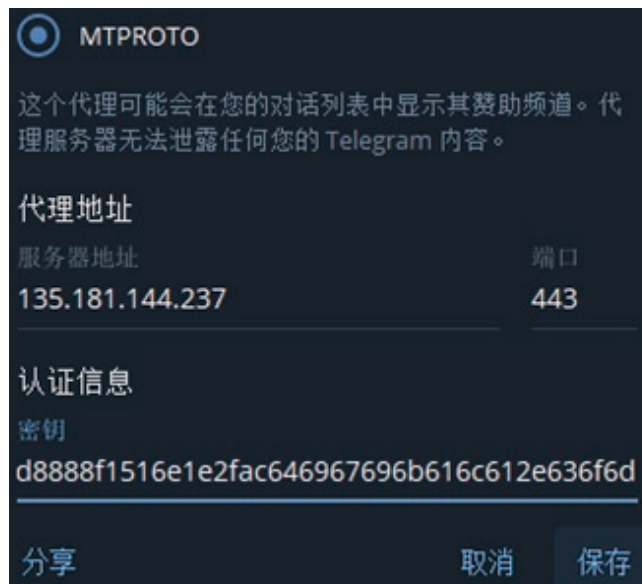 MTPROTO
这个代理可能会在您的对话列表中显示其赞助频道。代
理服务器无法泄露任何您的 Telegram 内容。
代理地址
服务器地址 端口
135.181.144.237 443
认证信息
密钥
d8888f1516e1e2fac646967696b616c612e636f6d
分享 取消 保存